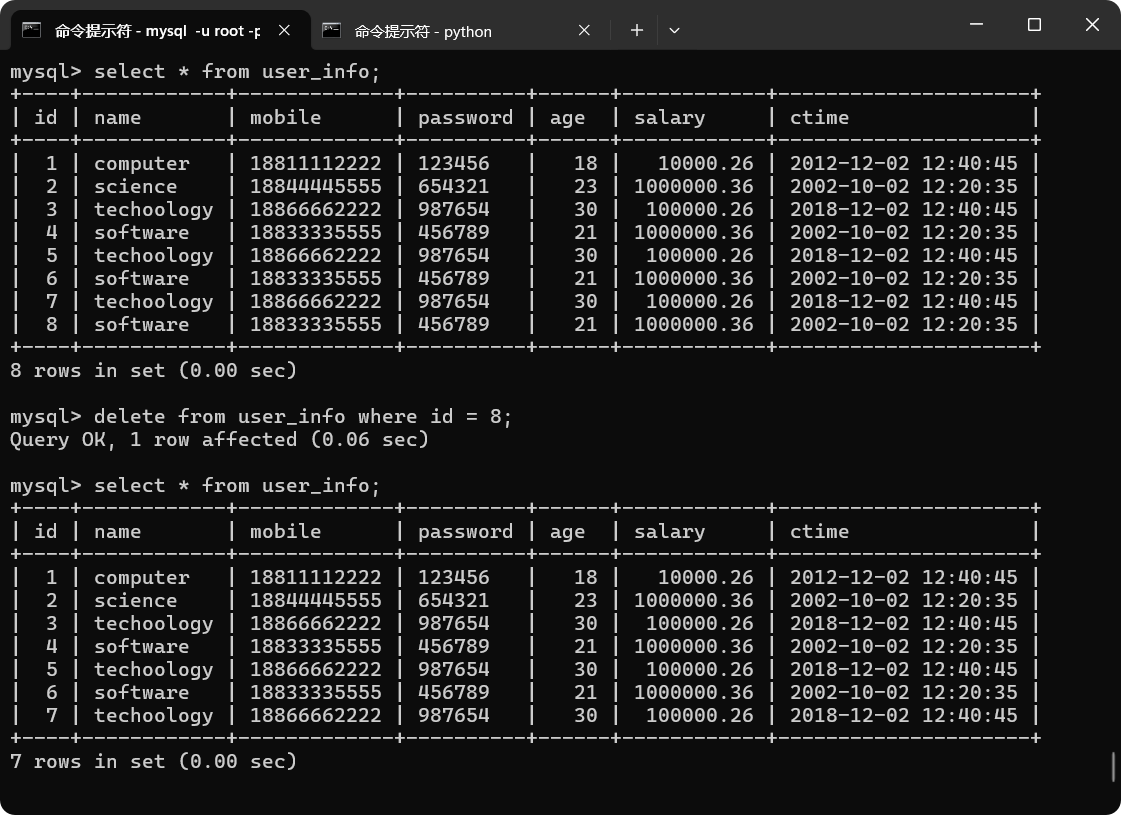 命令提示符 - mysql  -u root -p
命令提示符 - python
mysql> select * from user_info;
+----+------------+-------------+----------+------+------------+---------------------+
| id | name       | mobile      | password | age  | salary     | ctime               |
+----+------------+-------------+----------+------+------------+---------------------+
|  1 | computer   | 18811112222 | 123456   |   18 |   10000.26 | 2012-12-02 12:40:45 |
|  2 | science    | 18844445555 | 654321   |   23 | 1000000.36 | 2002-10-02 12:20:35 |
|  3 | techoology | 18866662222 | 987654   |   30 |  100000.26 | 2018-12-02 12:40:45 |
|  4 | software   | 18833335555 | 456789   |   21 | 1000000.36 | 2002-10-02 12:20:35 |
|  5 | techoology | 18866662222 | 987654   |   30 |  100000.26 | 2018-12-02 12:40:45 |
|  6 | software   | 18833335555 | 456789   |   21 | 1000000.36 | 2002-10-02 12:20:35 |
|  7 | techoology | 18866662222 | 987654   |   30 |  100000.26 | 2018-12-02 12:40:45 |
|  8 | software   | 18833335555 | 456789   |   21 | 1000000.36 | 2002-10-02 12:20:35 |
+----+------------+-------------+----------+------+------------+---------------------+
8 rows in set (0.00 sec)
mysql> delete from user_info where id = 8;
Query OK, 1 row affected (0.06 sec)
mysql> select * from user_info;
+----+------------+-------------+----------+------+------------+---------------------+
| id | name       | mobile      | password | age  | salary     | ctime               |
+----+------------+-------------+----------+------+------------+---------------------+
|  1 | computer   | 18811112222 | 123456   |   18 |   10000.26 | 2012-12-02 12:40:45 |
|  2 | science    | 18844445555 | 654321   |   23 | 1000000.36 | 2002-10-02 12:20:35 |
|  3 | techoology | 18866662222 | 987654   |   30 |  100000.26 | 2018-12-02 12:40:45 |
|  4 | software   | 18833335555 | 456789   |   21 | 1000000.36 | 2002-10-02 12:20:35 |
|  5 | techoology | 18866662222 | 987654   |   30 |  100000.26 | 2018-12-02 12:40:45 |
|  6 | software   | 18833335555 | 456789   |   21 | 1000000.36 | 2002-10-02 12:20:35 |
|  7 | techoology | 18866662222 | 987654   |   30 |  100000.26 | 2018-12-02 12:40:45 |
+----+------------+-------------+----------+------+------------+---------------------+
7 rows in set (0.00 sec)